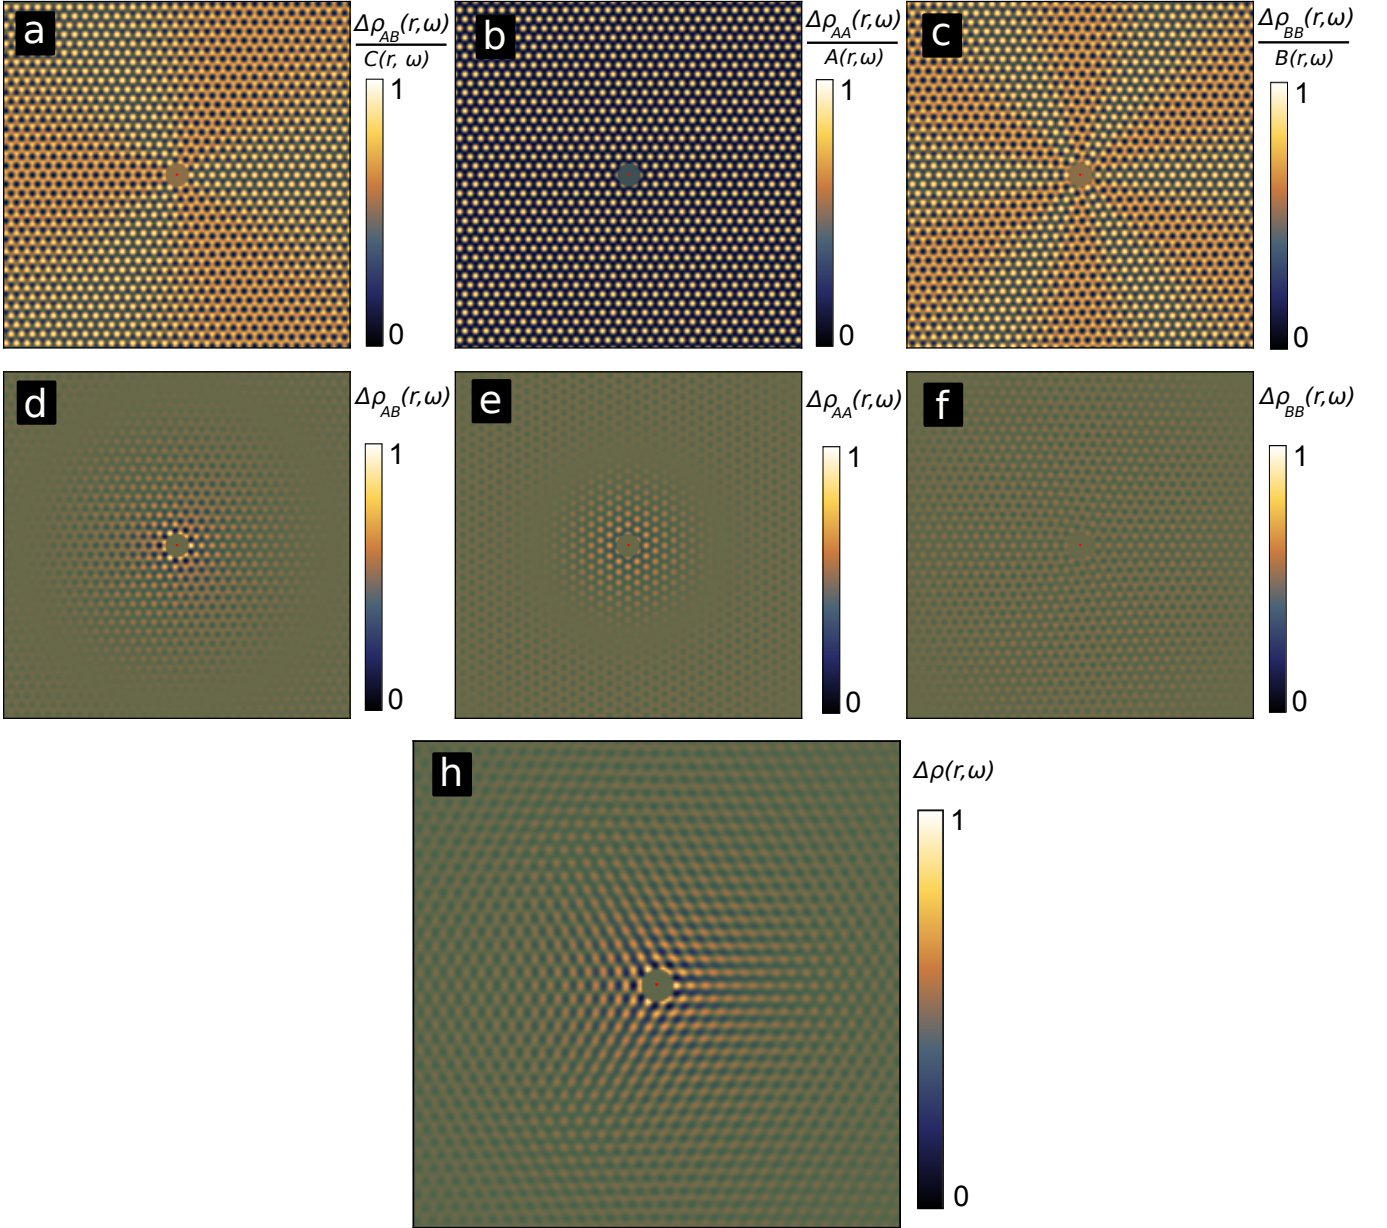 a
Δρ_AB(r,ω)
C(r, ω)
1
0
b
Δρ_AA(r,ω)
A(r,ω)
1
0
c
Δρ_BB(r,ω)
B(r,ω)
1
0
d
Δρ_AB(r,ω)
1
0
e
Δρ_AA(r,ω)
1
0
f
Δρ_BB(r,ω)
1
0
h
Δρ(r,ω)
1
0